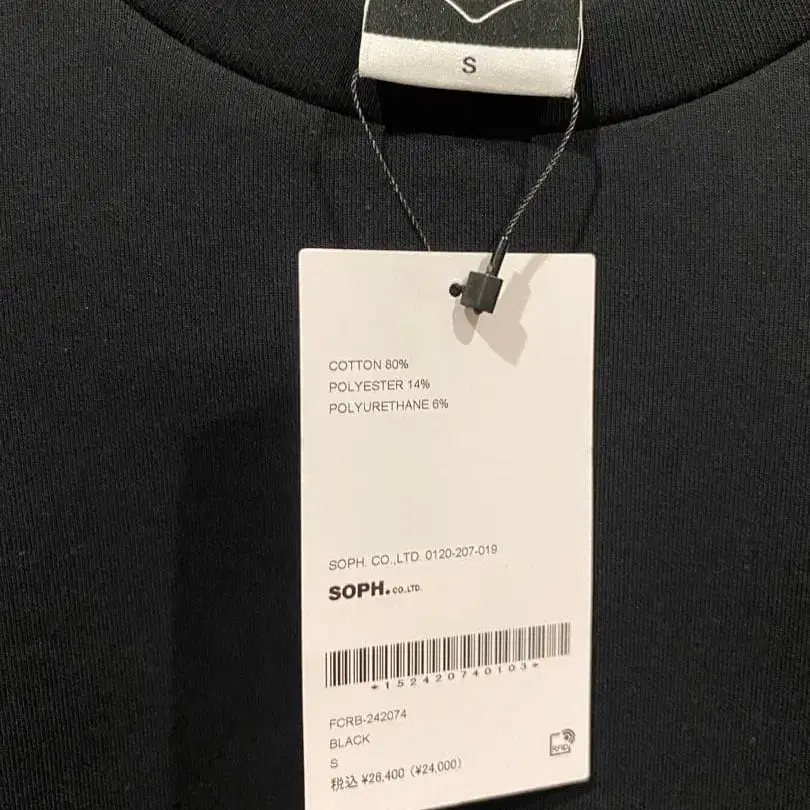 S
COTTON 80%
POLYESTER 14%
POLYURETHANE 6%
SOPH. CO.,LTD. 0120-207-019
SOPH.CO.,LTD.
*152420740103*
FCRB-242074
BLACK
S
RFID
税込 ¥26,400 (¥24,000)